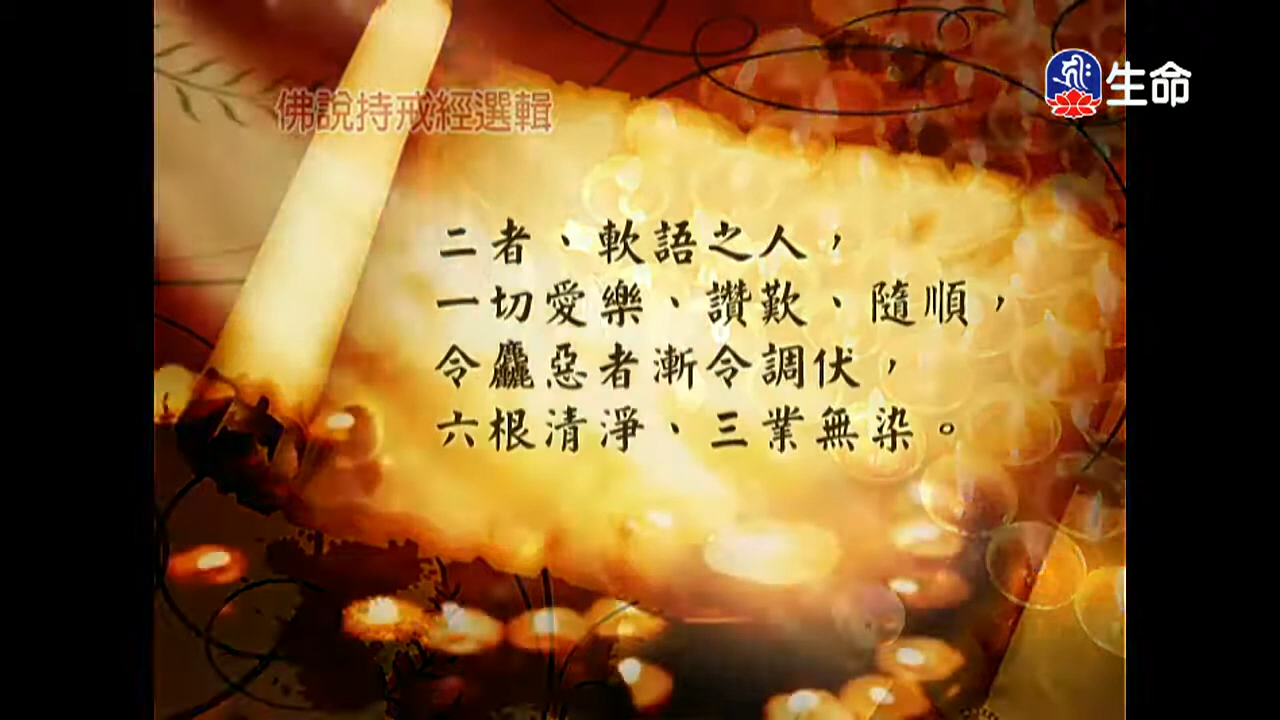 生命
佛說持戒經選輯
二者、軟語之人，
一切愛樂、讚歎、隨順，
令麤惡者漸令調伏，
六根清淨、三業無染。